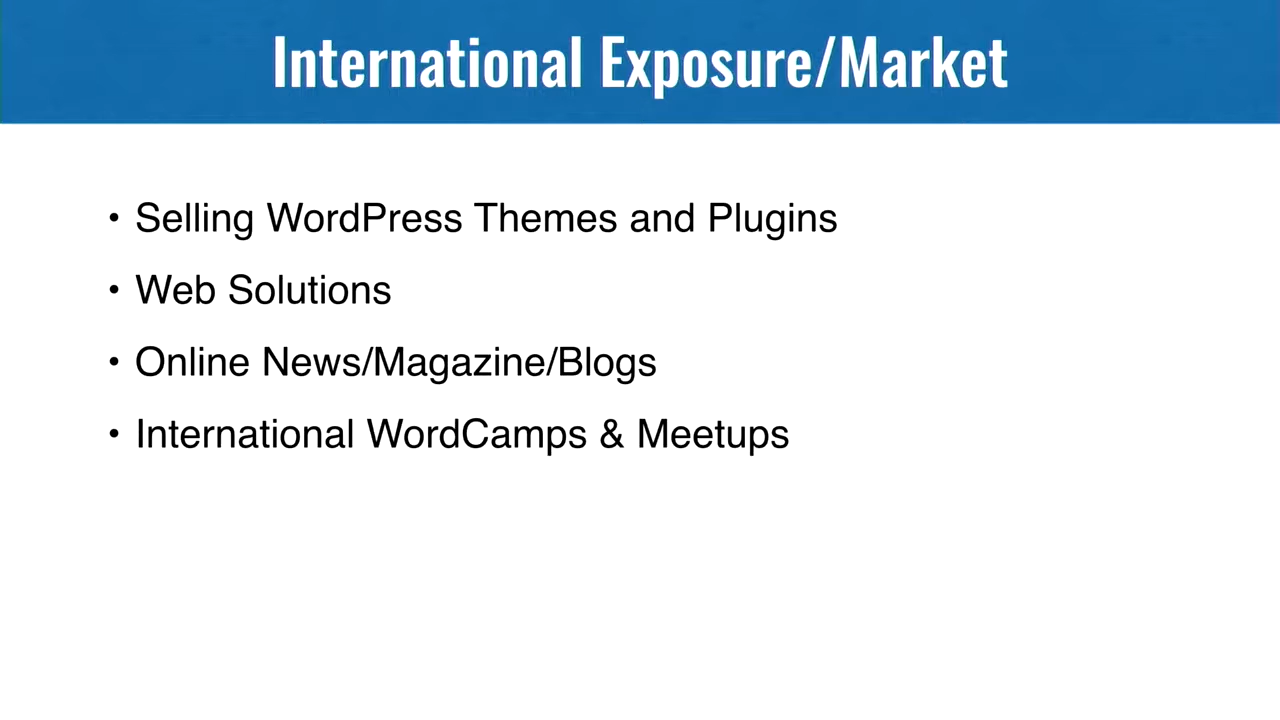 International Exposure/Market
• Selling WordPress Themes and Plugins
• Web Solutions
• Online News/Magazine/Blogs
• International WordCamps & Meetups